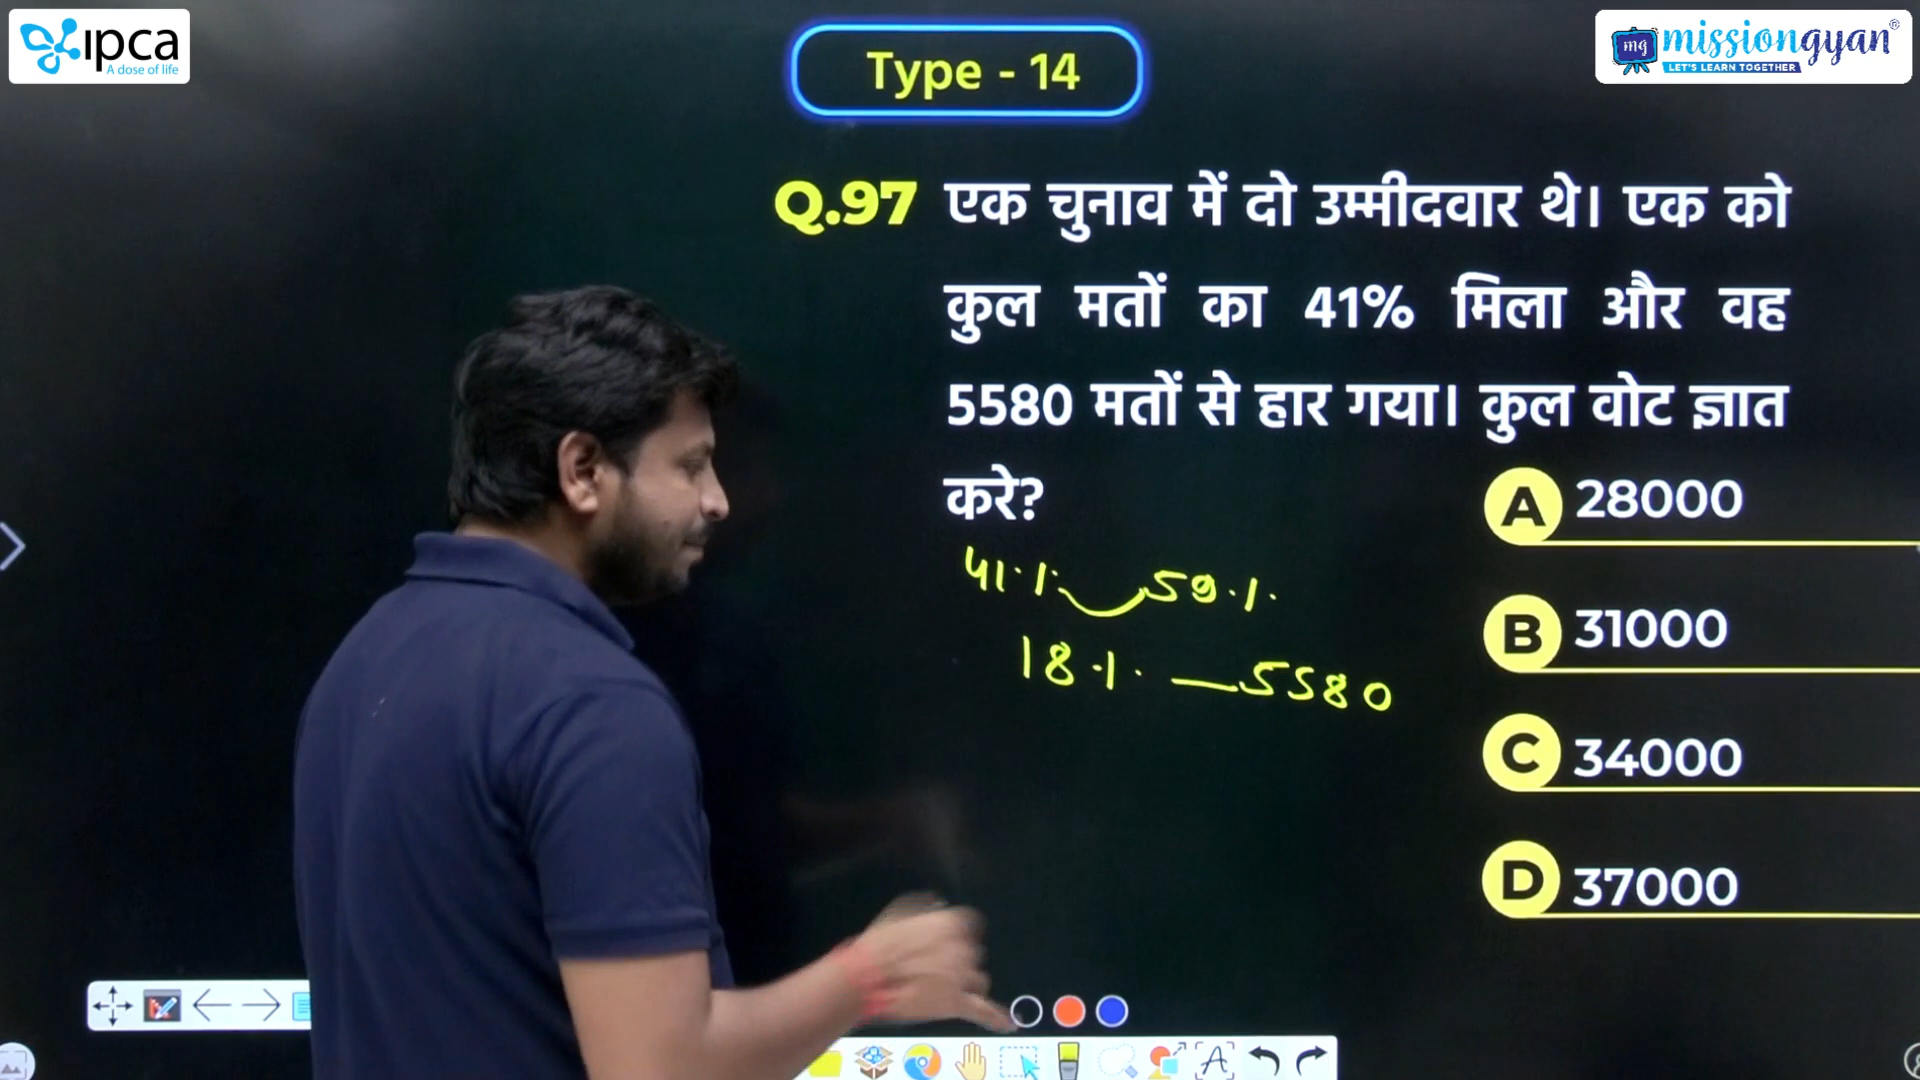 ipca
A dose of life
Type - 14
mg missiongyan®
LET'S LEARN TOGETHER
Q.97 एक चुनाव में दो उम्मीदवार थे। एक को
कुल मतों का 41% मिला और वह
5580 मतों से हार गया। कुल वोट ज्ञात
करे?
A 28000
41% 59%
B 31000
18% — 5580
C 34000
D 37000
A